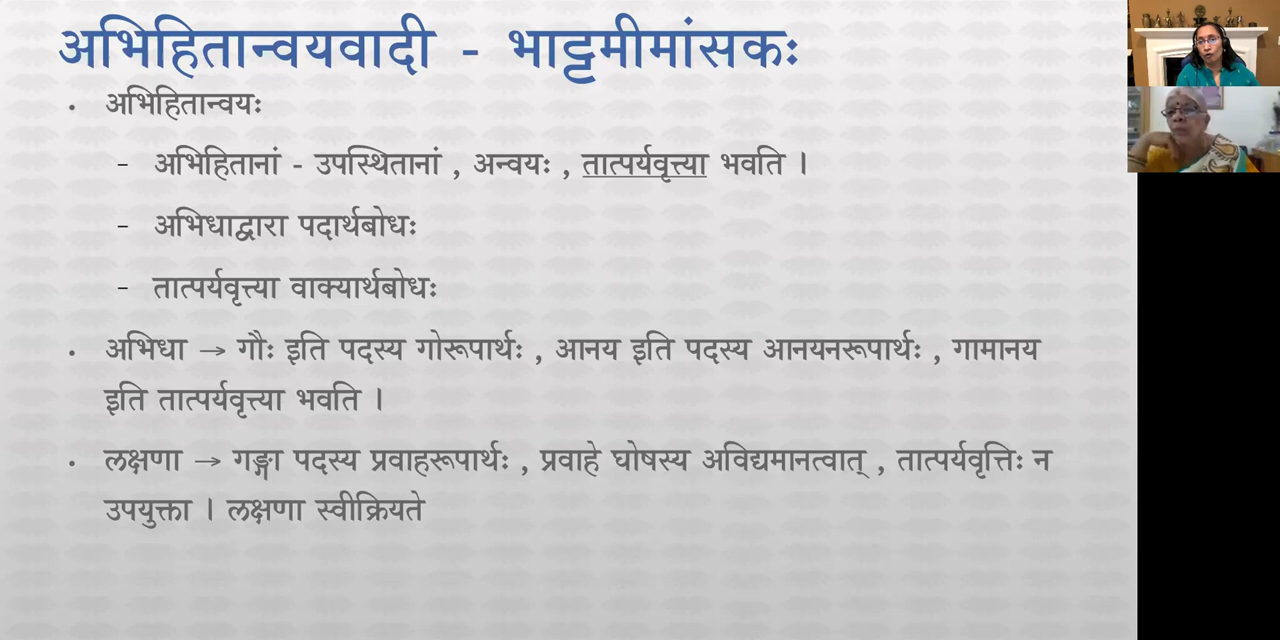 अभिहितान्वयवादी - भाट्टमीमांसकः
• अभिहितान्वयः
- अभिहितानां - उपस्थितानां , अन्वयः , तात्पर्यवृत्त्या भवति ।
- अभिधाद्वारा पदार्थबोधः
- तात्पर्यवृत्त्या वाक्यार्थबोधः
• अभिधा → गौः इति पदस्य गोरूपार्थः , आनय इति पदस्य आनयनरूपार्थः , गामानय
इति तात्पर्यवृत्त्या भवति ।
• लक्षणा → गङ्गा पदस्य प्रवाहरूपार्थः , प्रवाहे घोषस्य अविद्यमानत्वात् , तात्पर्यवृत्तिः न
उपयुक्ता । लक्षणा स्वीक्रियते